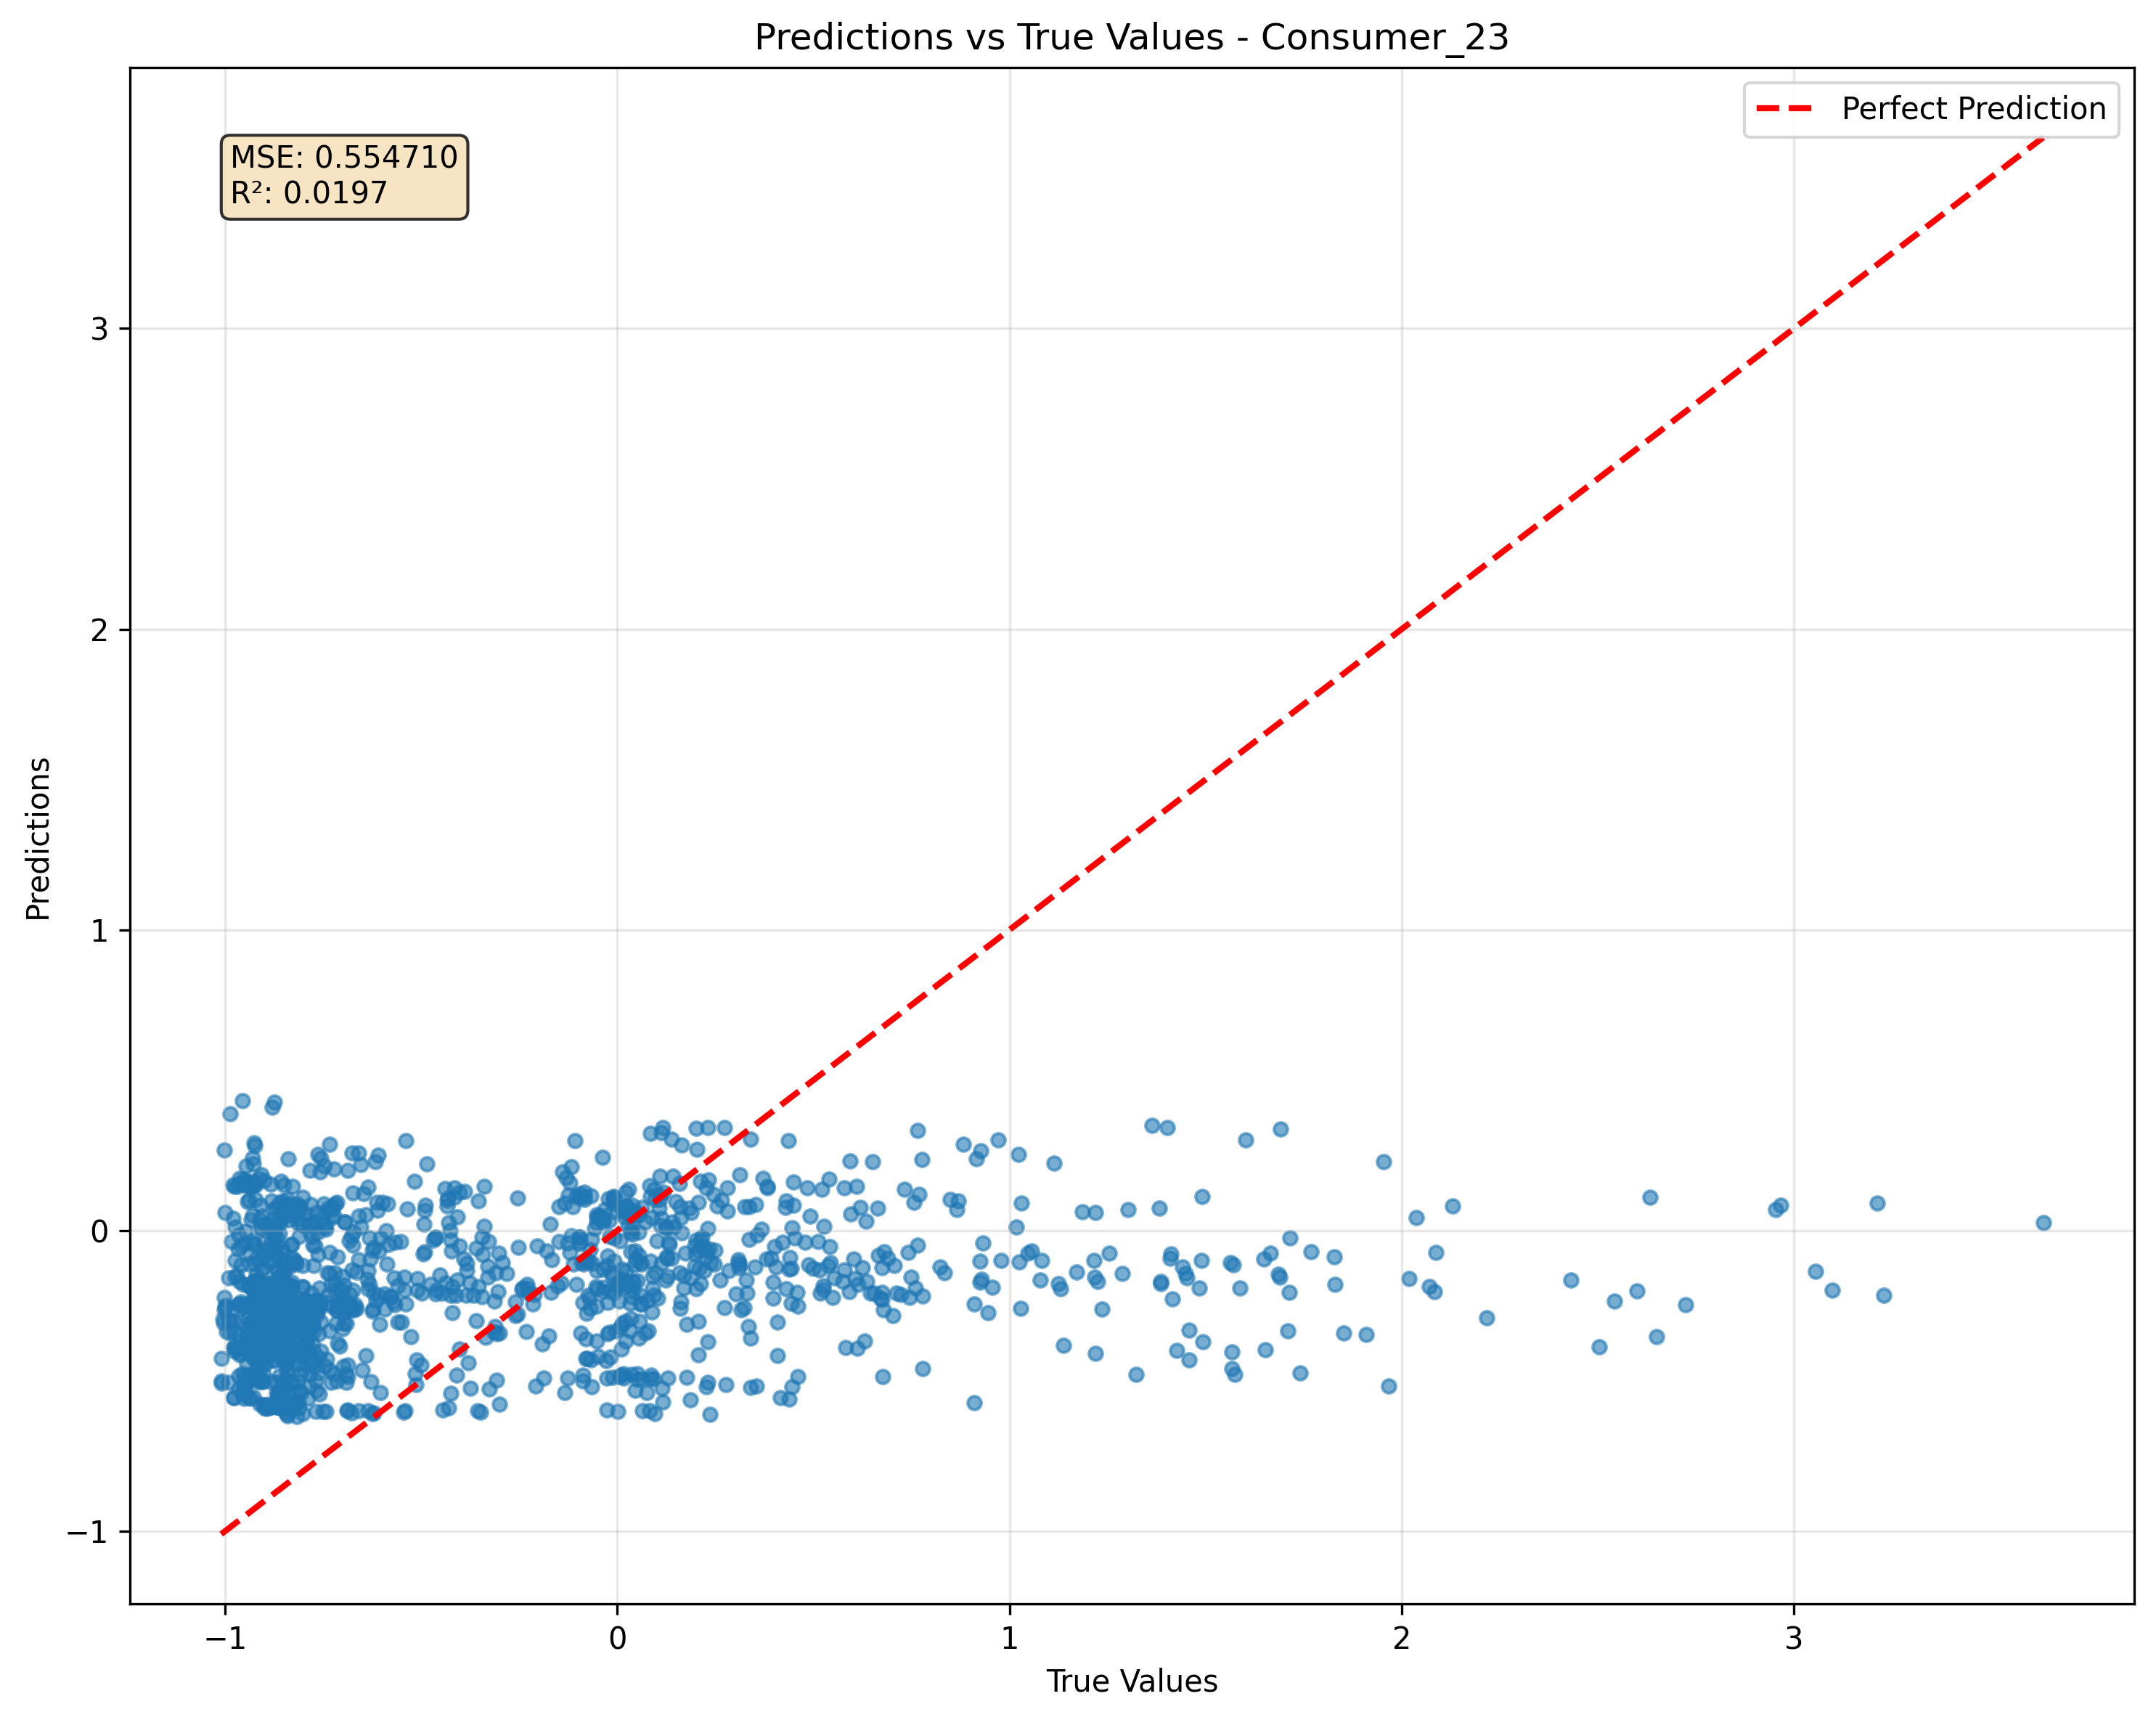 Predictions vs True Values - Consumer_23
Perfect Prediction
MSE: 0.554710
R²: 0.0197
3
2
1
0
−1
Predictions
−1
0
1
2
3
True Values